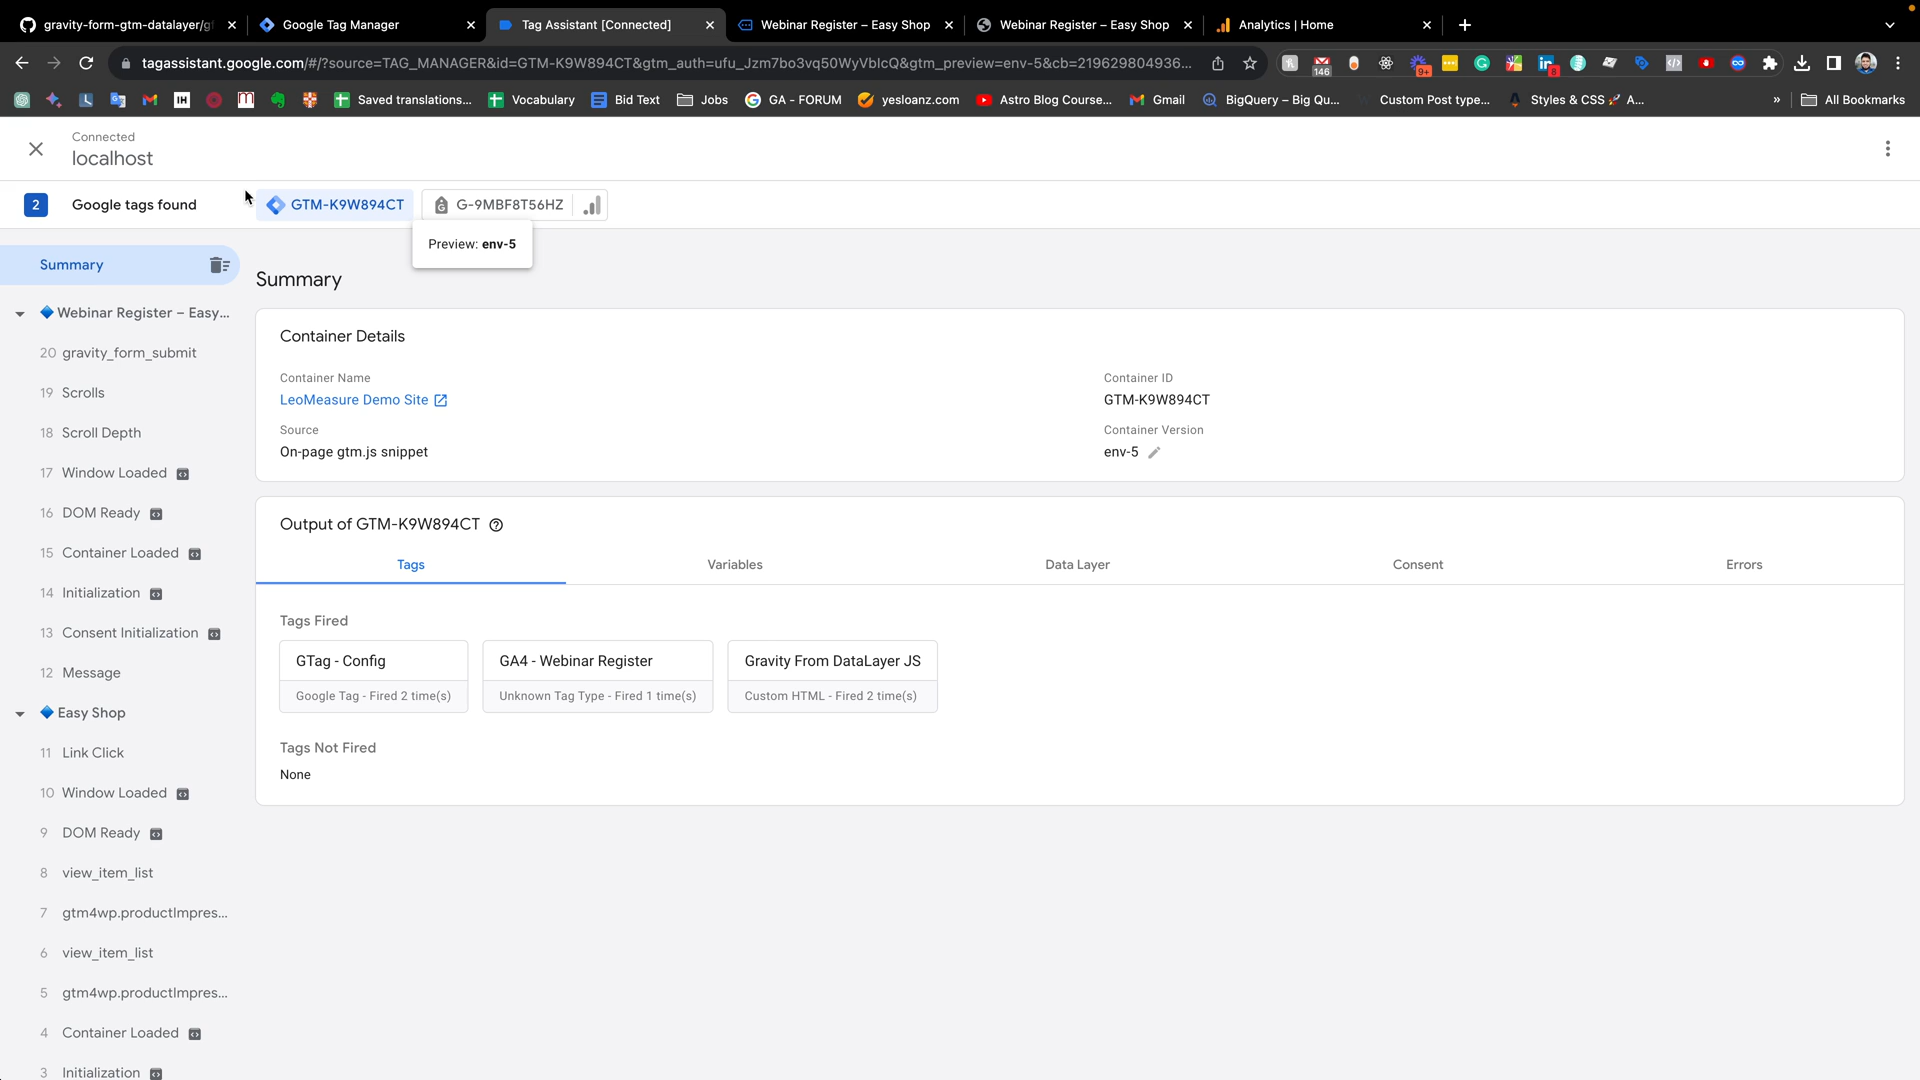 gravity-form-gtm-datalayer/g
Google Tag Manager
Tag Assistant [Connected]
Webinar Register – Easy Shop
Webinar Register – Easy Shop
Analytics | Home
tagassistant.google.com/#/?source=TAG_MANAGER&id=GTM-K9W894CT&gtm_auth=ufu_Jzm7bo3vq50WyVbIcQ&gtm_preview=env-5&cb=219629804936...
146
9+
8
Saved translations...
Vocabulary
Bid Text
Jobs
GA - FORUM
yesloanz.com
Astro Blog Course...
Gmail
BigQuery – Big Qu...
Custom Post type...
Styles & CSS 🚀 A...
»
All Bookmarks
Connected
localhost
2
Google tags found
GTM-K9W894CT
G-9MBF8T56HZ
Preview: env-5
Summary
Webinar Register – Easy...
20 gravity_form_submit
19 Scrolls
18 Scroll Depth
17 Window Loaded
16 DOM Ready
15 Container Loaded
14 Initialization
13 Consent Initialization
12 Message
Easy Shop
11 Link Click
10 Window Loaded
9 DOM Ready
8 view_item_list
7 gtm4wp.productImpres...
6 view_item_list
5 gtm4wp.productImpres...
4 Container Loaded
3 Initialization
Summary
Container Details
Container Name
LeoMeasure Demo Site
Container ID
GTM-K9W894CT
Source
On-page gtm.js snippet
Container Version
env-5
Output of GTM-K9W894CT
Tags
Variables
Data Layer
Consent
Errors
Tags Fired
GTag - Config
Google Tag - Fired 2 time(s)
GA4 - Webinar Register
Unknown Tag Type - Fired 1 time(s)
Gravity From DataLayer JS
Custom HTML - Fired 2 time(s)
Tags Not Fired
None